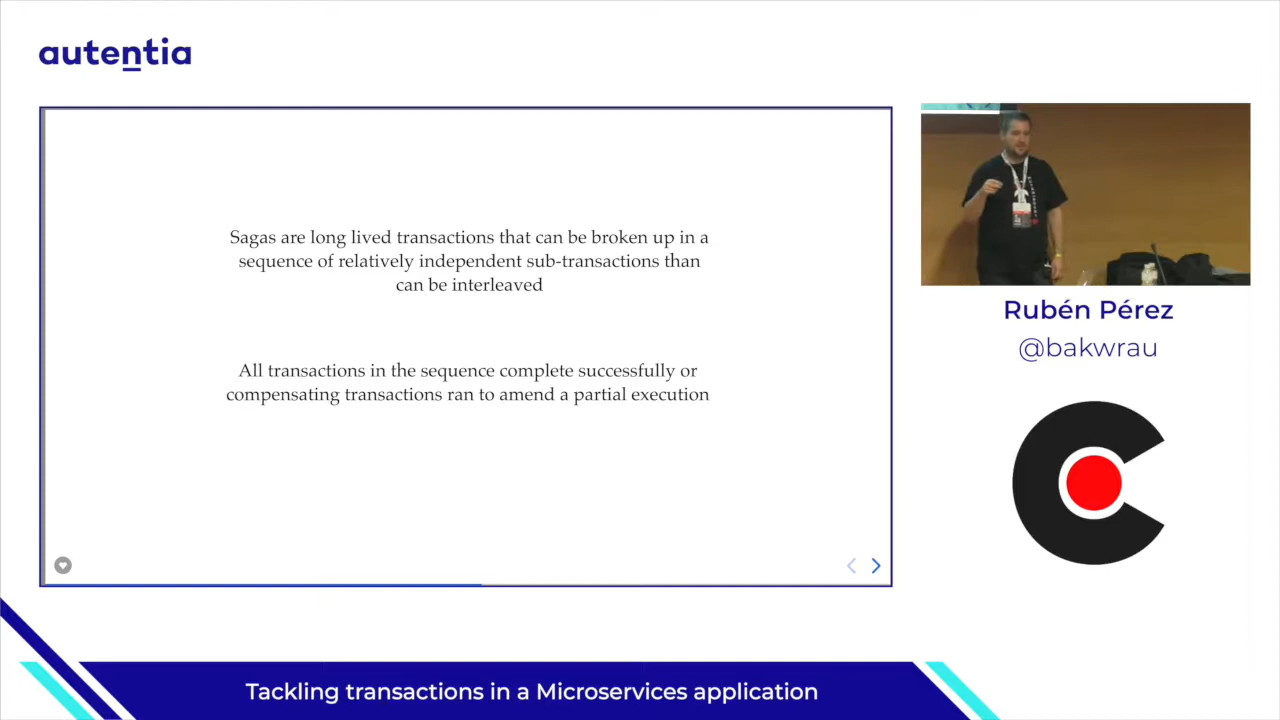 autentia
Sagas are long lived transactions that can be broken up in a
sequence of relatively independent sub-transactions than
can be interleaved
All transactions in the sequence complete successfully or
compensating transactions ran to amend a partial execution
Rubén Pérez
@bakwrau
Tackling transactions in a Microservices application